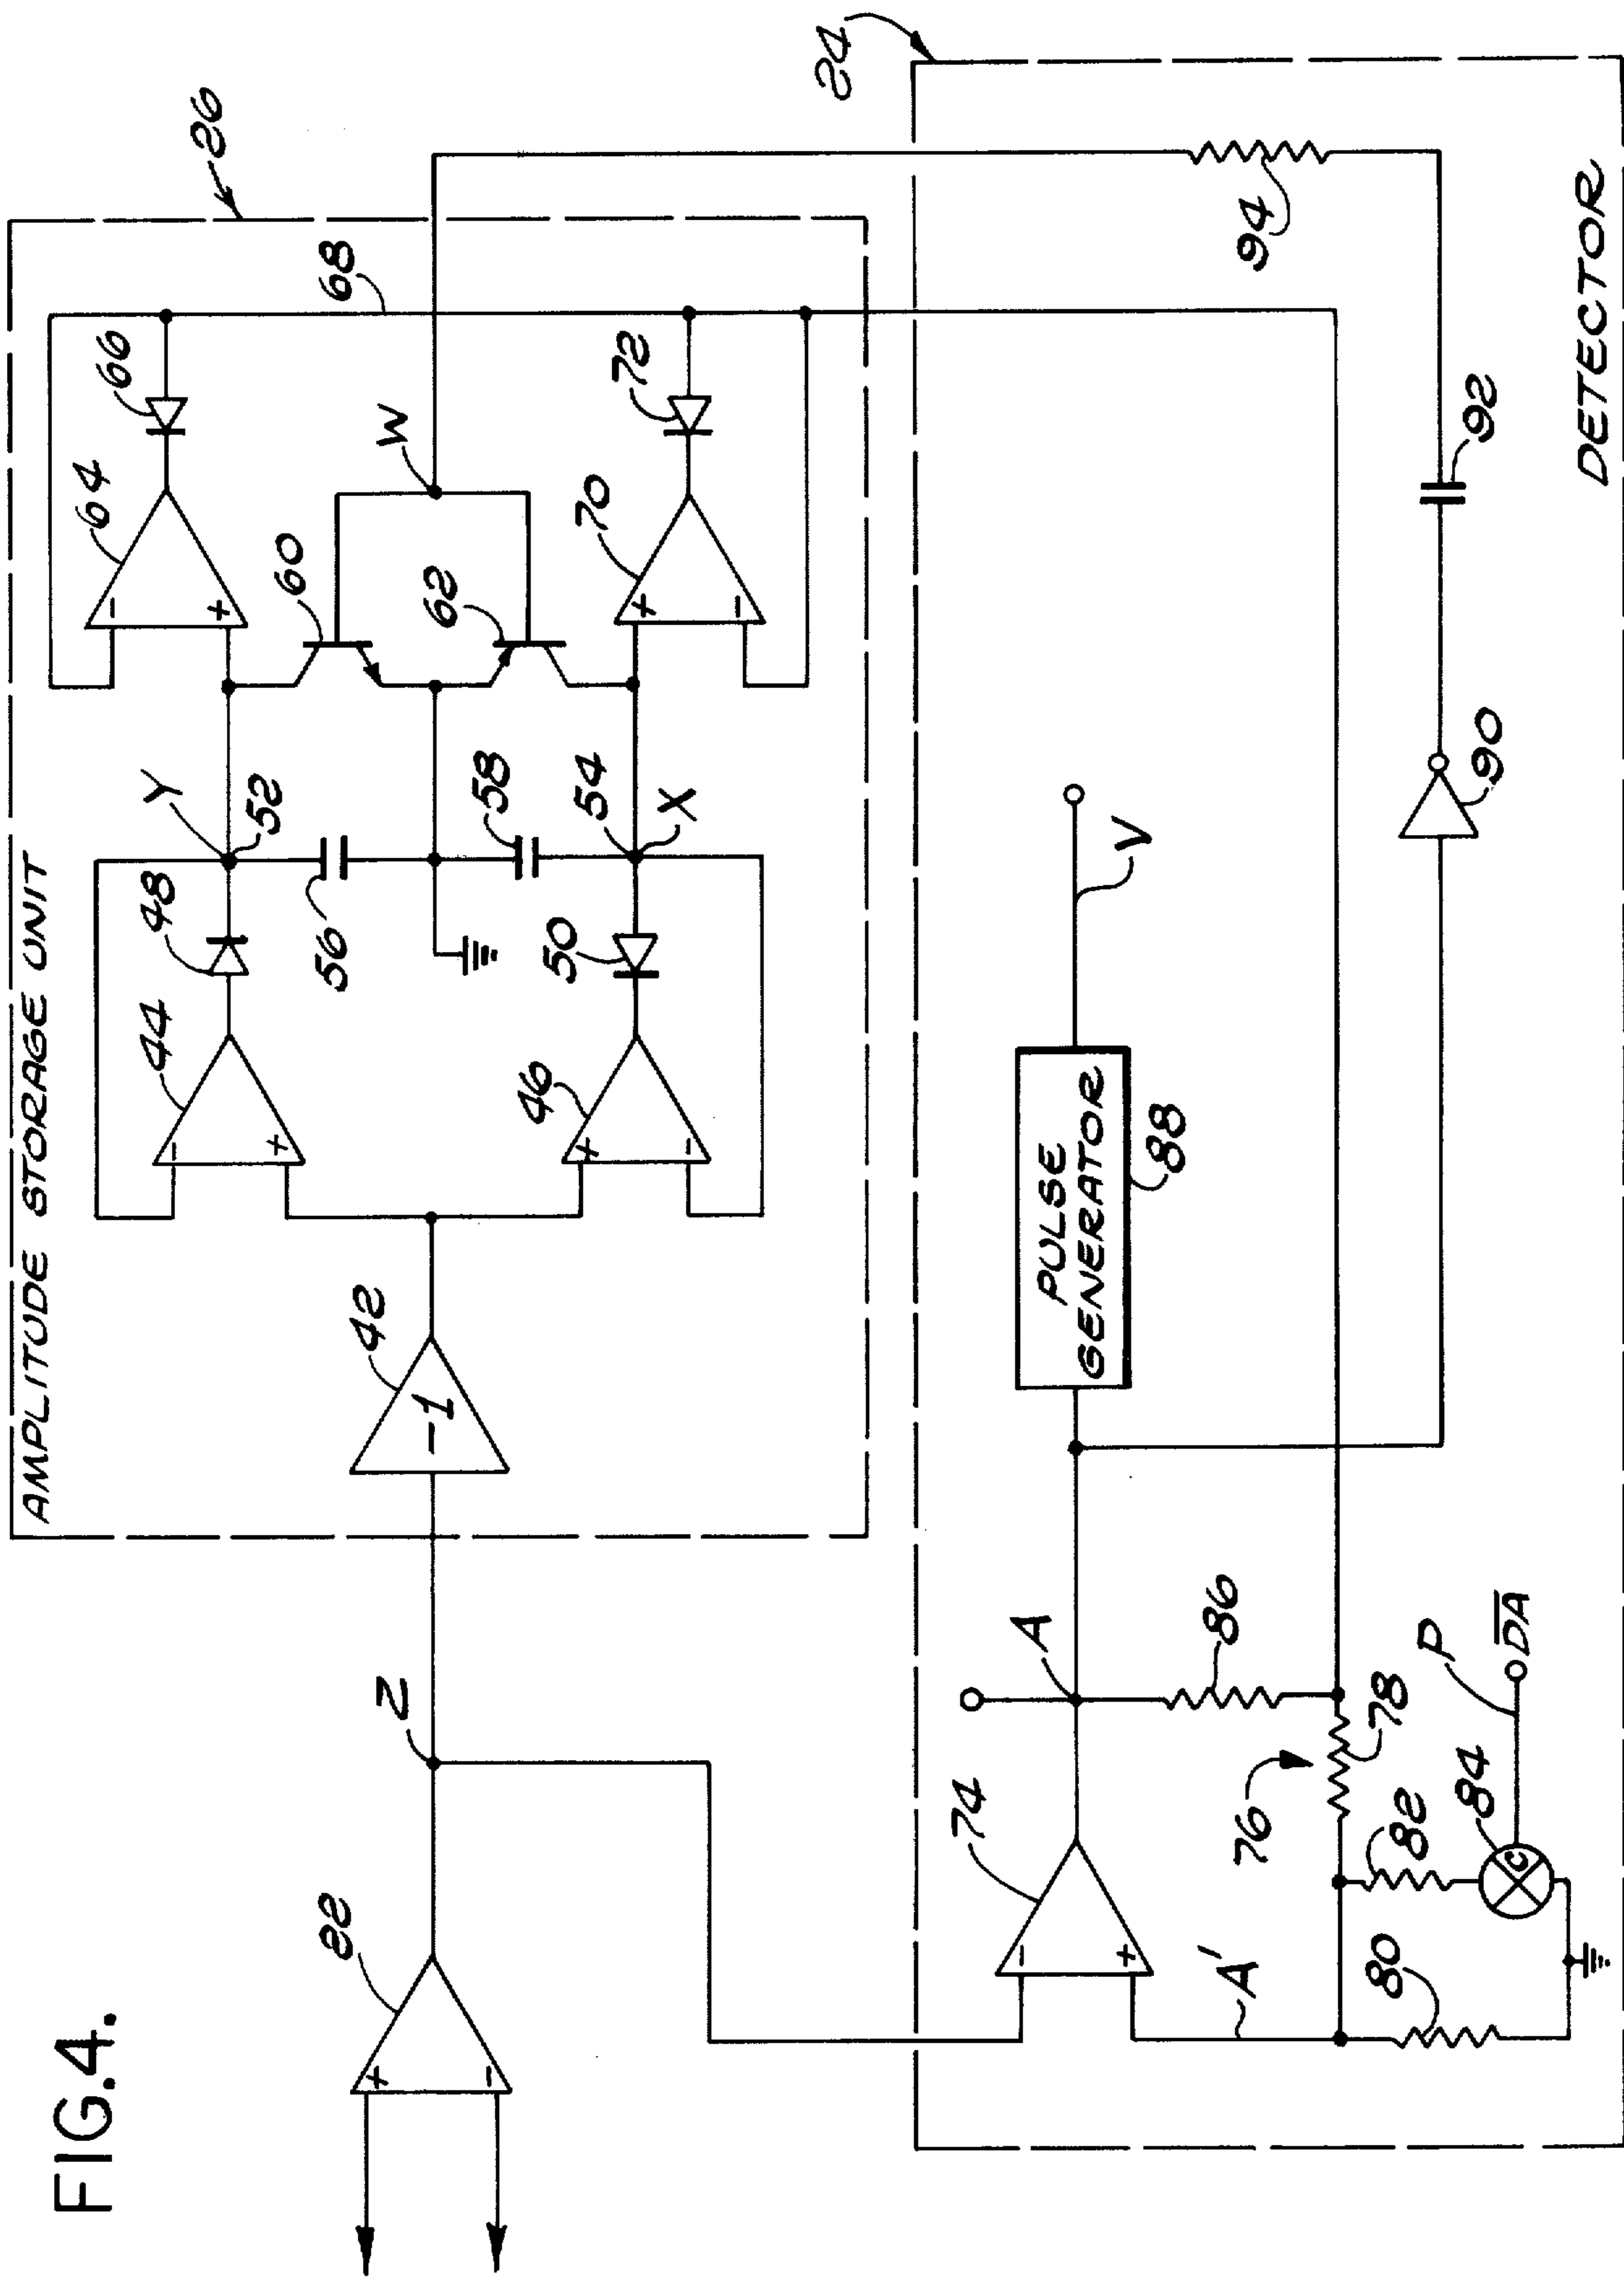 FIG.4.
AMPLITUDE STORAGE UNIT
26
22
+
-
Z
42
-1
44
-
+
48
Y
52
56
58
46
+
-
50
54
X
64
-
+
66
68
60
62
W
70
+
-
72
24
74
-
+
A
A'
76
78
80
82
84
C
P
DA
86
PULSE
GENERATOR
88
V
90
92
94
DETECTOR